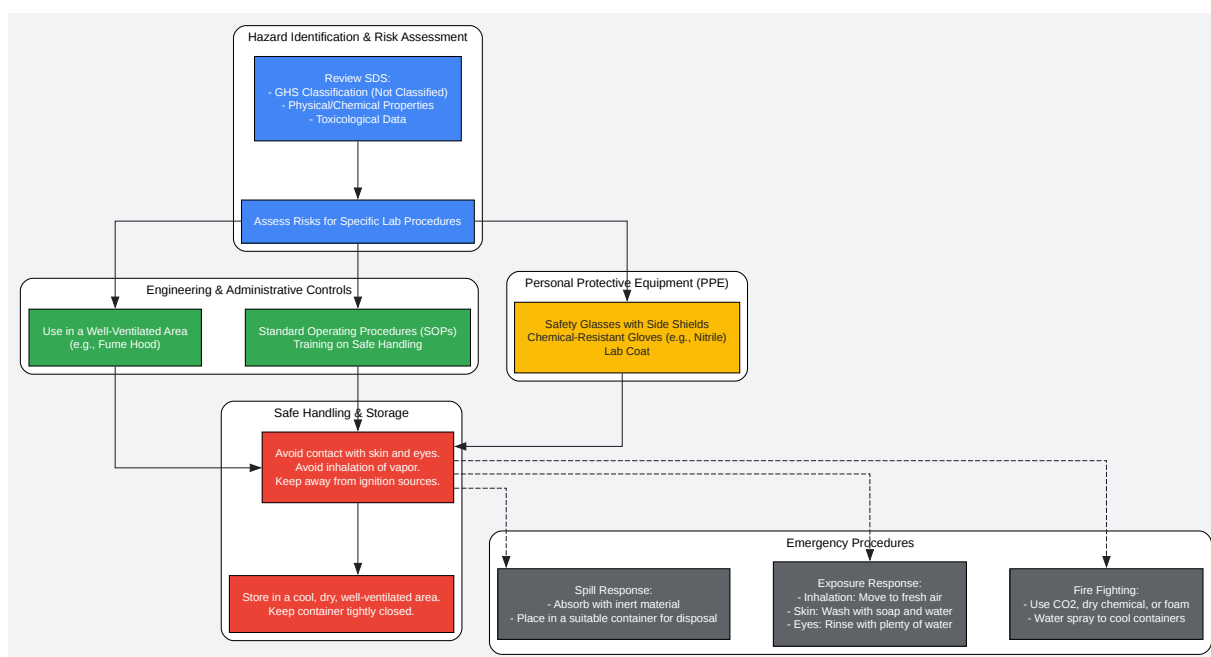 Hazard Identification & Risk Assessment
Review SDS:
- GHS Classification (Not Classified)
- Physical/Chemical Properties
- Toxicological Data
Assess Risks for Specific Lab Procedures
Engineering & Administrative Controls
Use in a Well-Ventilated Area
(e.g., Fume Hood)
Standard Operating Procedures (SOPs)
Training on Safe Handling
Personal Protective Equipment (PPE)
Safety Glasses with Side Shields
Chemical-Resistant Gloves (e.g., Nitrile)
Lab Coat
Safe Handling & Storage
Avoid contact with skin and eyes.
Avoid inhalation of vapor.
Keep away from ignition sources.
Store in a cool, dry, well-ventilated area.
Keep container tightly closed.
Emergency Procedures
Spill Response:
- Absorb with inert material
- Place in a suitable container for disposal
Exposure Response:
- Inhalation: Move to fresh air
- Skin: Wash with soap and water
- Eyes: Rinse with plenty of water
Fire Fighting:
- Use CO2, dry chemical, or foam
- Water spray to cool containers